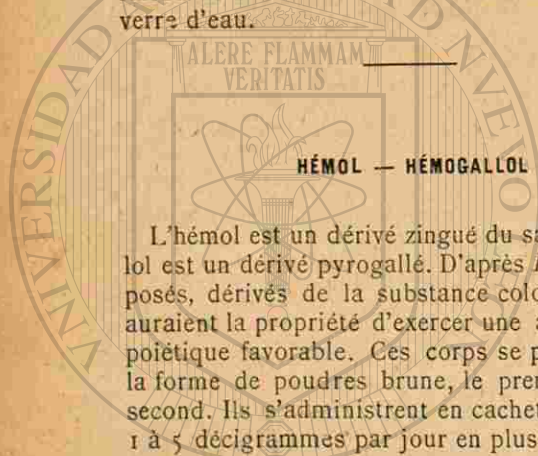 verre d'eau.
ALERE FLAMMAM
VERITATIS
HÉMOL — HÉMOGALLOL
L'hémol est un dérivé zingué du sa
lol est un dérivé pyrogallé. D'après
posés, dérivés de la substance colo
auraient la propriété d'exercer une a
poiétique favorable. Ces corps se p
la forme de poudres brune, le pren
second. Ils s'administrent en cachet
1 à 5 décigrammes par jour en plus